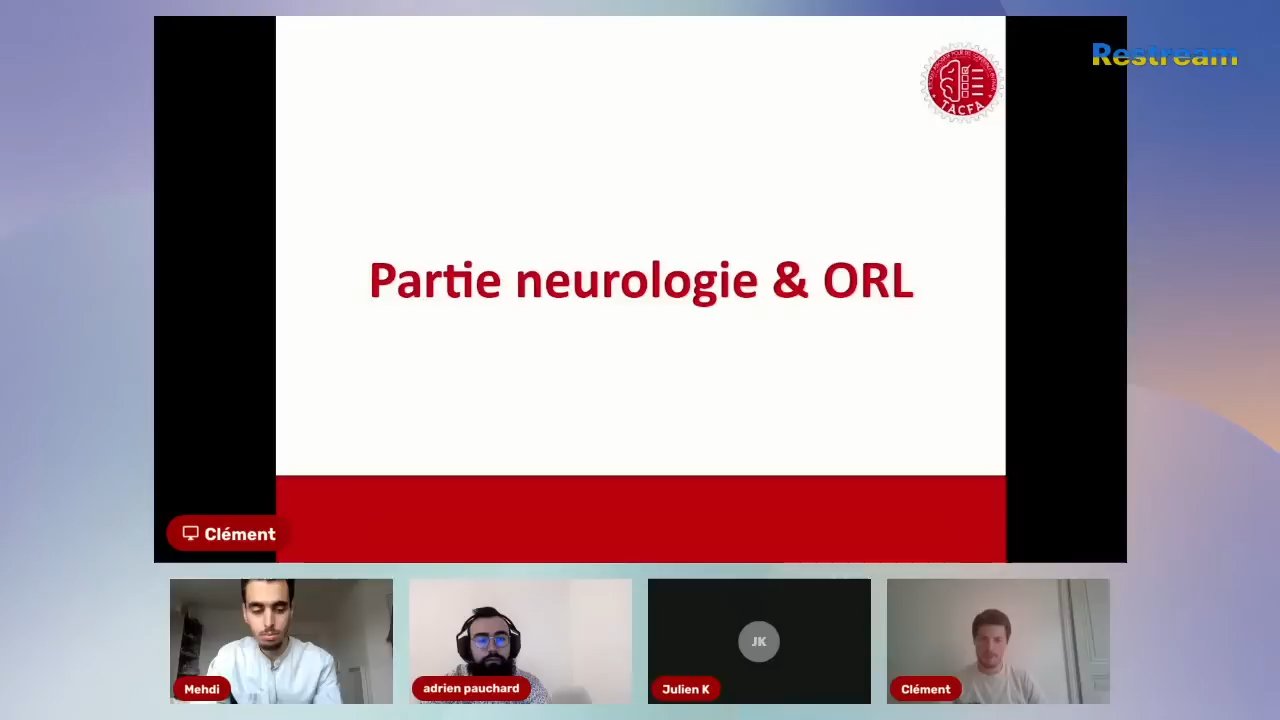 Restream
TACFA
Partie neurologie & ORL
Clément
JK
Mehdi
adrien pauchard
Julien K
Clément